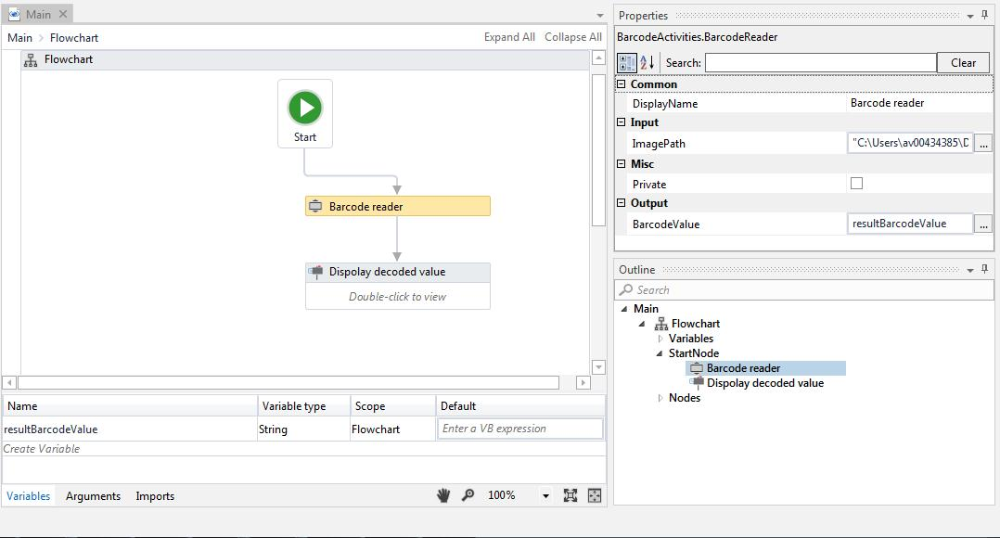 Main
Main > Flowchart
Expand All Collapse All
Flowchart
Start
Barcode reader
Dispolay decoded value
Double-click to view
Name Variable type Scope Default
resultBarcodeValue String Flowchart Enter a VB expression
Create Variable
Variables Arguments Imports 100%
Properties
BarcodeActivities.BarcodeReader
Search: Clear
Common
DisplayName Barcode reader
Input
ImagePath "C:\Users\av00434385\D ...
Misc
Private
Output
BarcodeValue resultBarcodeValue ...
Outline
Search
Main
Flowchart
Variables
StartNode
Barcode reader
Dispolay decoded value
Nodes